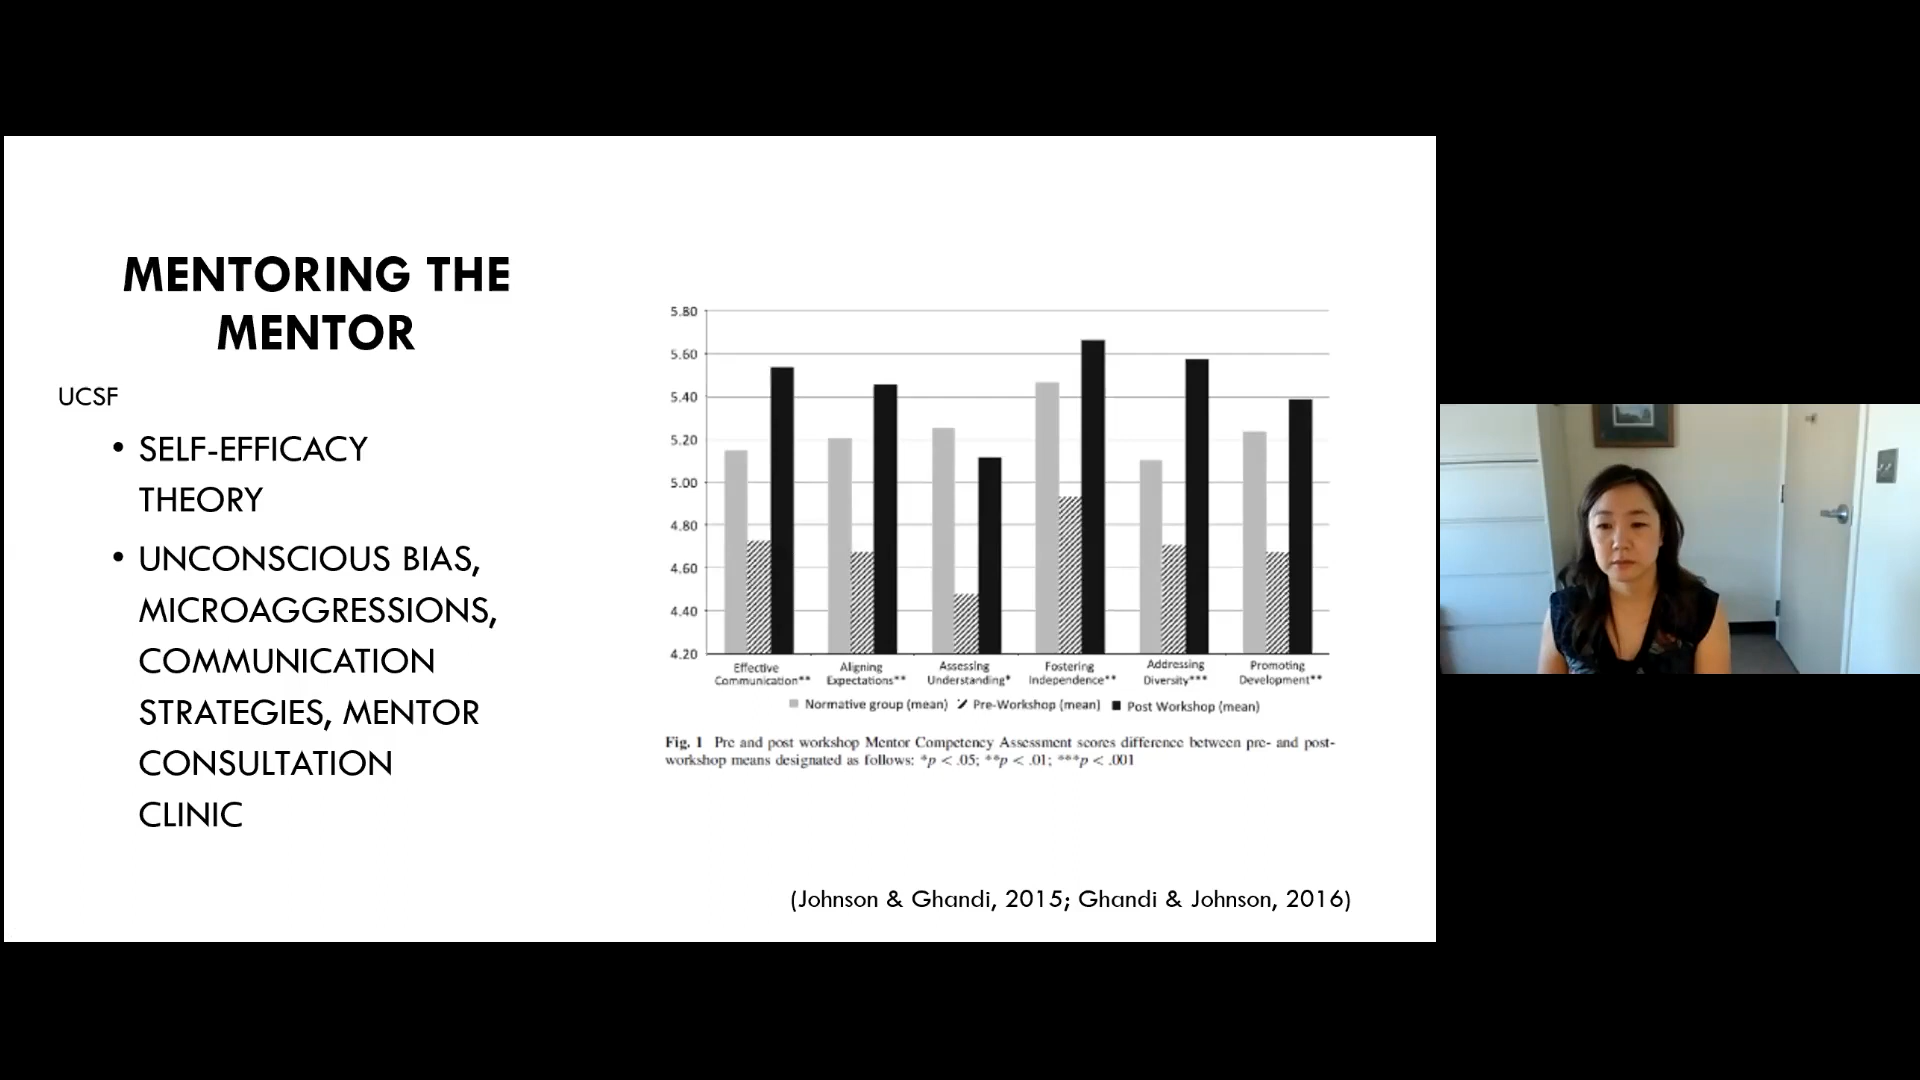 MENTORING THE
MENTOR
UCSF
• SELF-EFFICACY
THEORY
• UNCONSCIOUS BIAS,
MICROAGGRESSIONS,
COMMUNICATION
STRATEGIES, MENTOR
CONSULTATION
CLINIC
5.80
5.60
5.40
5.20
5.00
4.80
4.60
4.40
4.20
Effective
Communication**
Aligning
Expectations**
Assessing
Understanding*
Fostering
Independence**
Addressing
Diversity***
Promoting
Development**
Normative group (mean) Pre-Workshop (mean) Post Workshop (mean)
Fig. 1 Pre and post workshop Mentor Competency Assessment scores difference between pre- and post-
workshop means designated as follows: *p < .05; **p < .01; ***p < .001
(Johnson & Ghandi, 2015; Ghandi & Johnson, 2016)